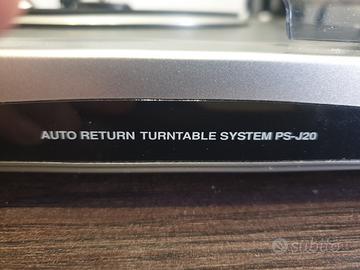 AUTO RETURN TURNTABLE SYSTEM PS-J20
subito